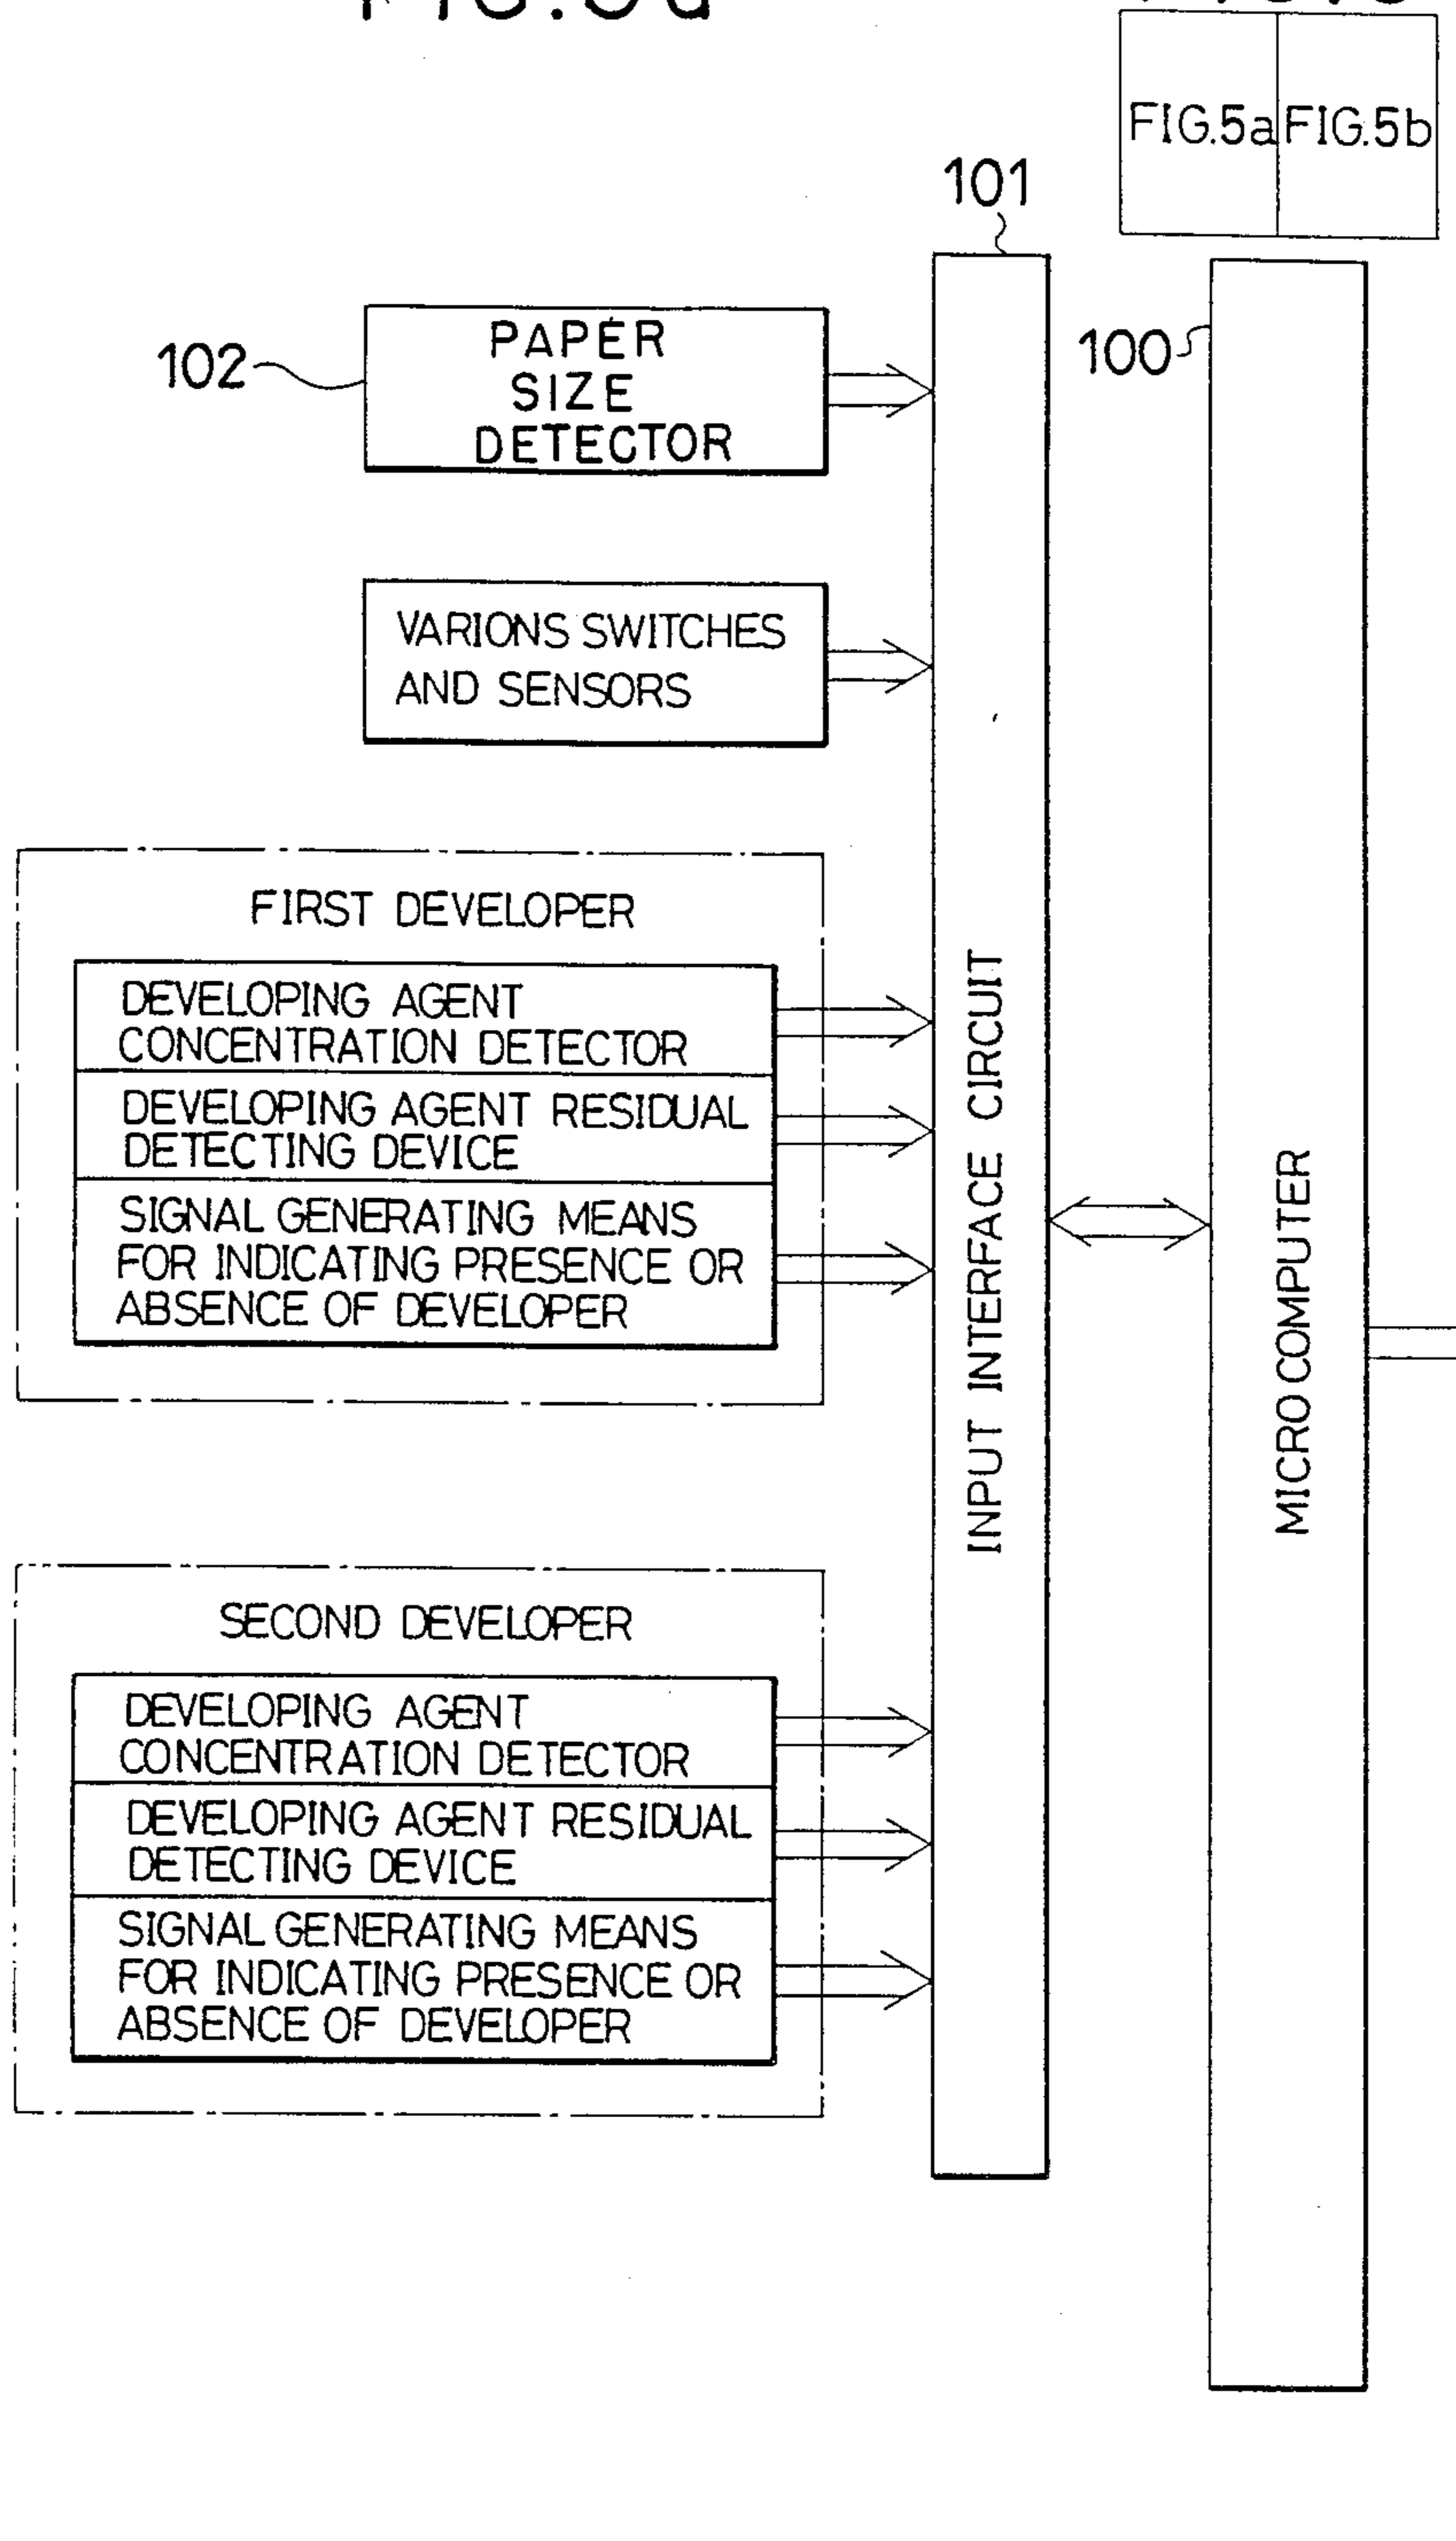 FIG.5a
FIG.5a
FIG.5b
101
102
PAPER
SIZE
DETECTOR
100
VARIONS SWITCHES
AND SENSORS
FIRST DEVELOPER
DEVELOPING AGENT
CONCENTRATION DETECTOR
DEVELOPING AGENT RESIDUAL
DETECTING DEVICE
SIGNAL GENERATING MEANS
FOR INDICATING PRESENCE OR
ABSENCE OF DEVELOPER
INPUT INTERFACE CIRCUIT
MICROCOMPUTER
SECOND DEVELOPER
DEVELOPING AGENT
CONCENTRATION DETECTOR
DEVELOPING AGENT RESIDUAL
DETECTING DEVICE
SIGNAL GENERATING MEANS
FOR INDICATING PRESENCE OR
ABSENCE OF DEVELOPER